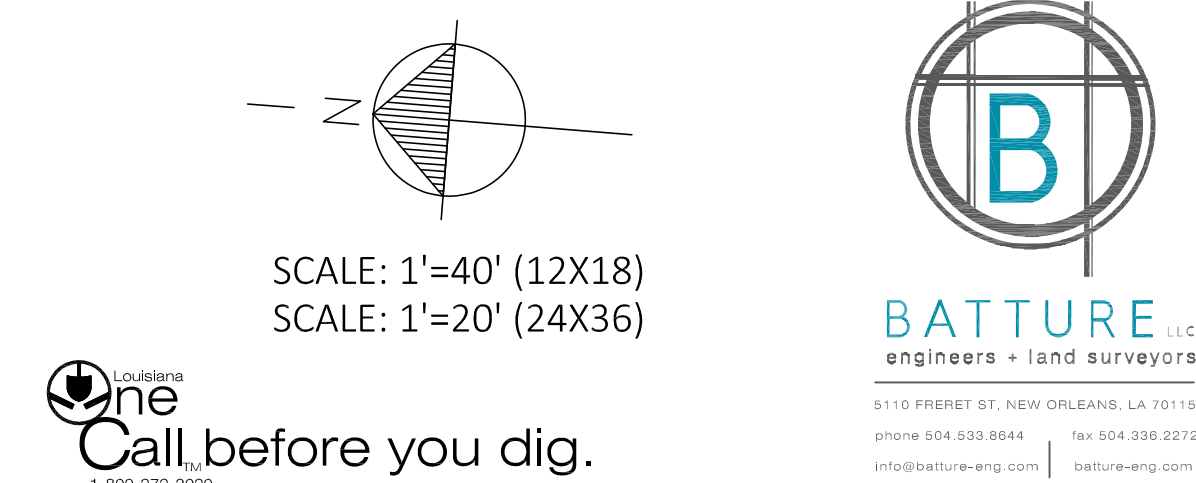 N
SCALE: 1'=40' (12X18)
SCALE: 1'=20' (24X36)
Louisiana
One
Call™ before you dig.
B
BATTURE LLC
engineers + land surveyors
5110 FRERET ST, NEW ORLEANS, LA 70115
phone 504.533.8644 fax 504.336.2272
info@batture-eng.com batture-eng.com